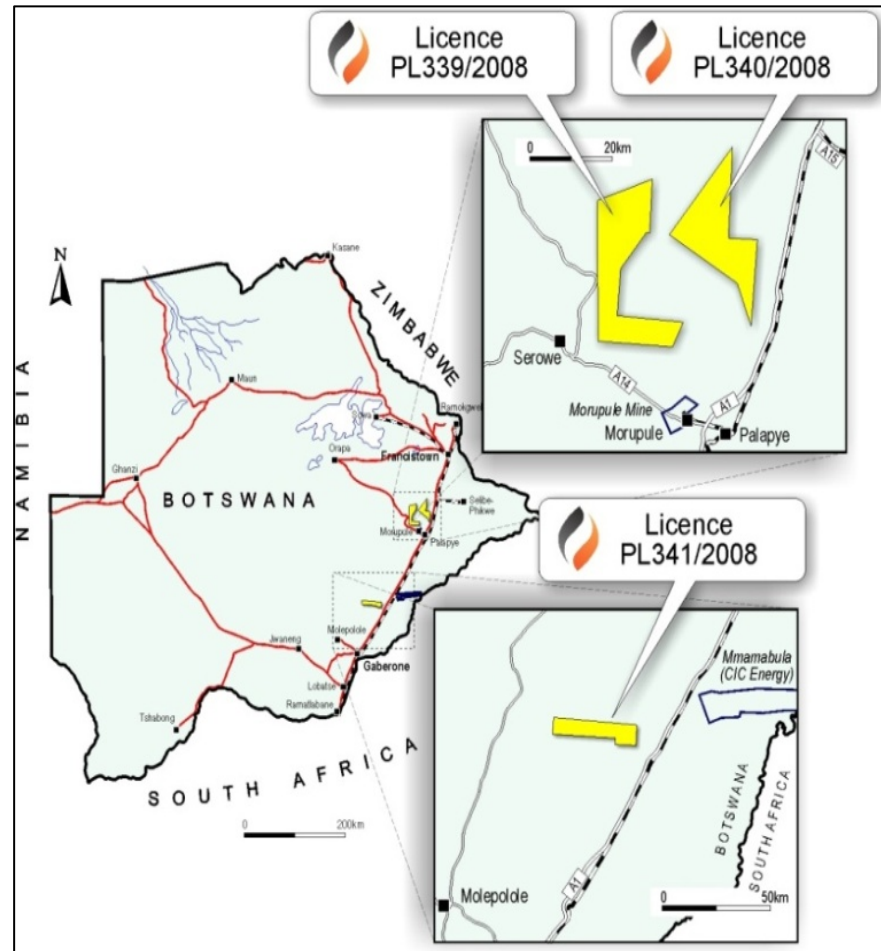 Licence
PL339/2008
Licence
PL340/2008
0 20km
A15
Serowe
A14
A1
Morupule Mine
Morupule
Palapye
N
Kasane
ZIMBABWE
NAMIBIA
Maun
Ramokgwe
Orapa
Francistown
Ghanzi
BOTSWANA
Selibe-
Phikwe
Morupule
Palapye
Licence
PL341/2008
Molepolole
Jwaneng
Gaberone
Lobatse
Ramatlabane
Tshabong
SOUTH AFRICA
0 200km
Mmamabula
(CIC Energy)
BOTSWANA
SOUTH AFRICA
A1
Molepolole
0 50km